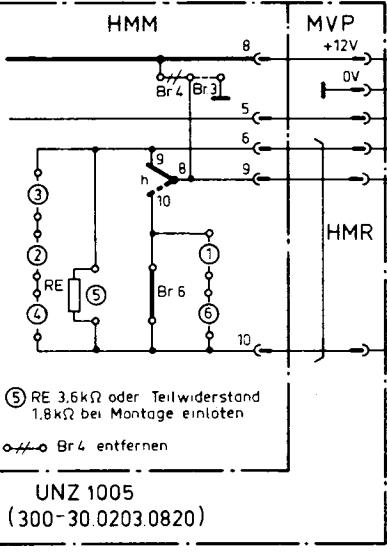 HMM
MVP
8
+12V
Br 4
Br.3
0V
5
6
9
8
9
h
10
HMR
3
2
1
RE
5
Br 6
4
6
10
5 RE 3,6kΩ oder Teilwiderstand
1,8kΩ bei Montage einlöten
Br 4 entfernen
UNZ 1005
(300-30.0203.0820)